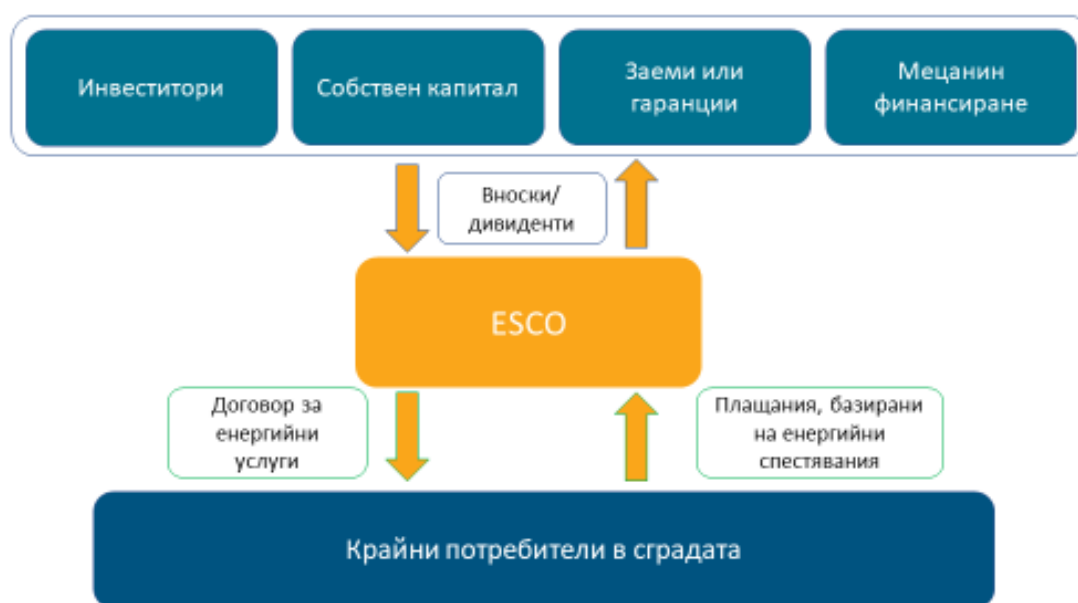 Инвеститори
Собствен капитал
Заеми или
гаранции
Мецанин
финансиране
Вноски/
дивиденти
ESCO
Договор за
енергийни
услуги
Плащания, базирани
на енергийни
спестявания
Крайни потребители в сградата